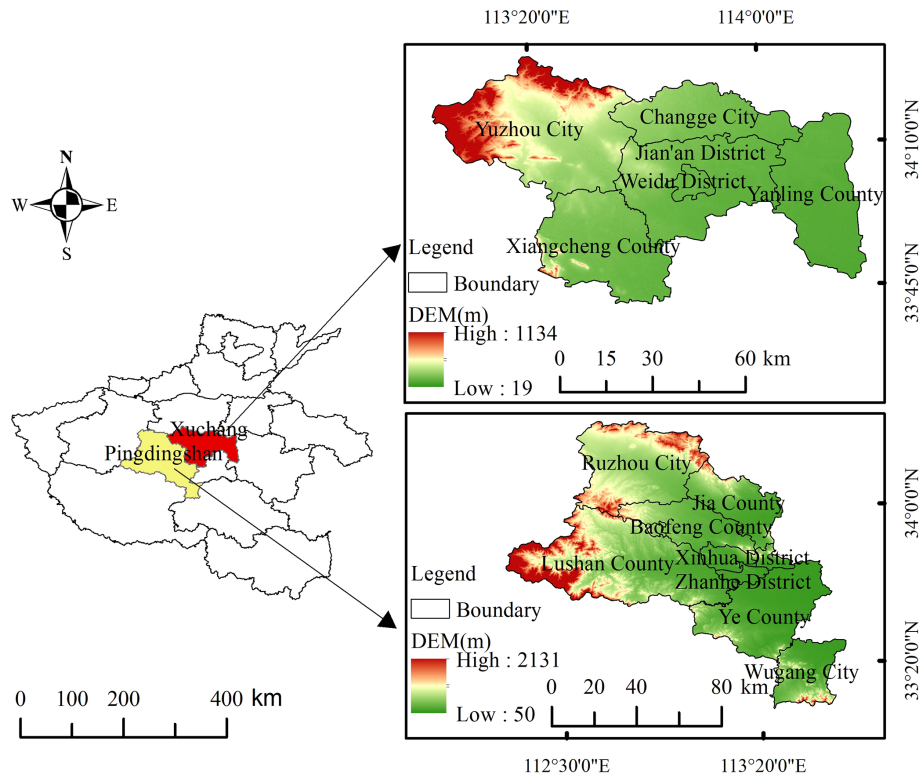 113°20'0"E
114°0'0"E
Changge City
Yuzhou City
34°10'0"N
Jian'an District
Weidu District
Yanling County
Xiangcheng County
33°45'0"N
Legend
Boundary
DEM(m)
High : 1134
Low : 19
0 15 30 60 km
N
W E
S
Xuchang
Pingdingshan
0 100 200 400 km
Ruzhou City
Jia County
34°0'0"N
Baofeng County
Xinhua District
Lushan County
Zhanhe District
Ye County
Wugang City
33°20'0"N
Legend
Boundary
DEM(m)
High : 2131
Low : 50
0 20 40 80 km
112°30'0"E
113°20'0"E